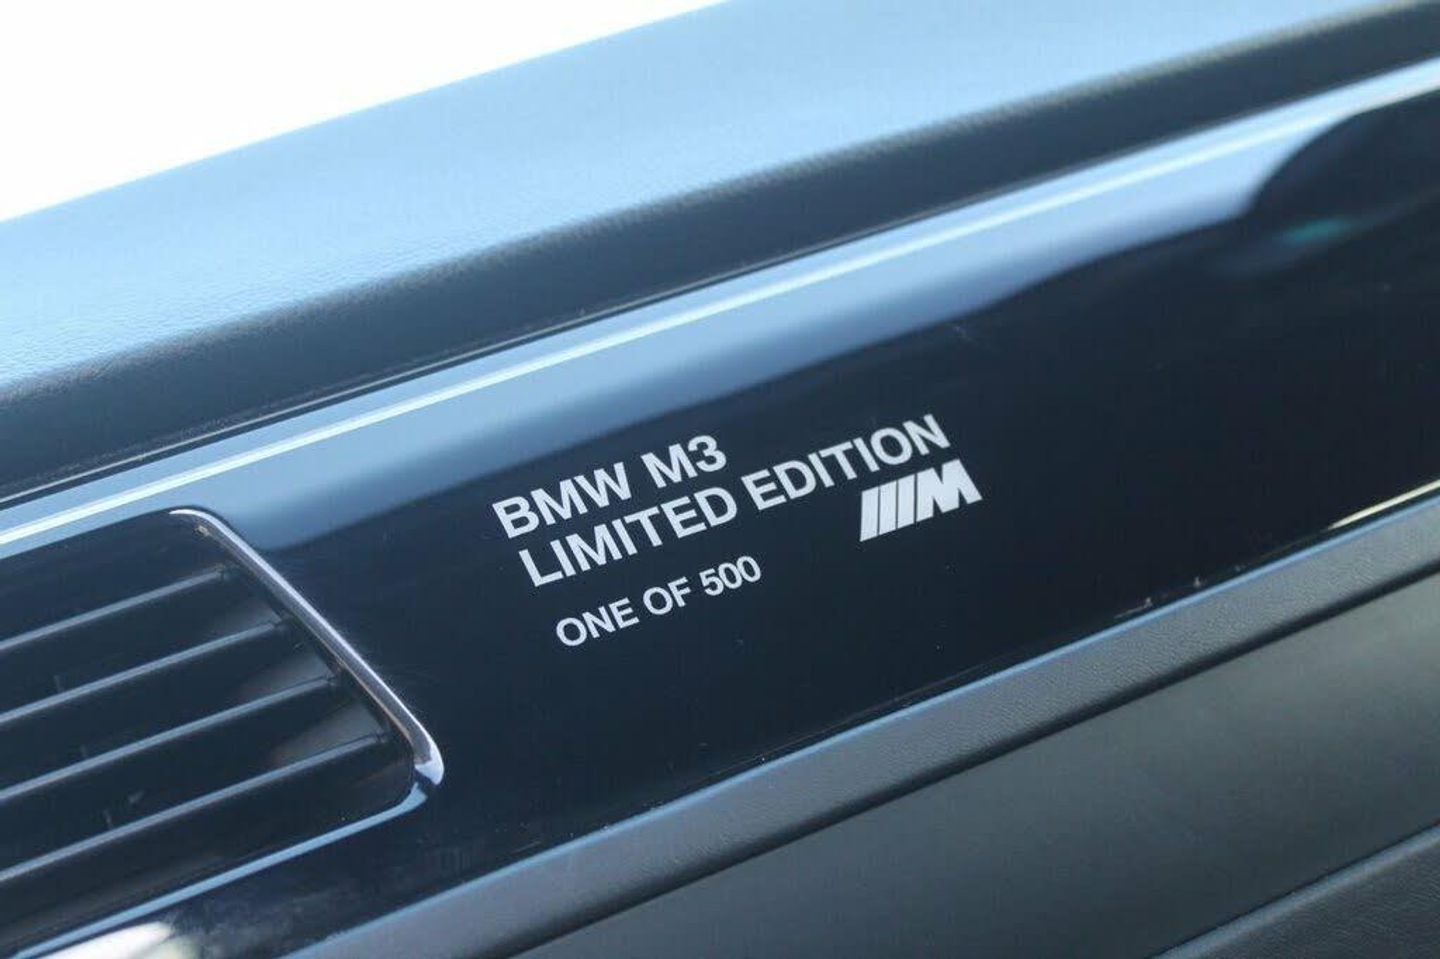 BMW M3
LIMITED EDITION
M
ONE OF 500